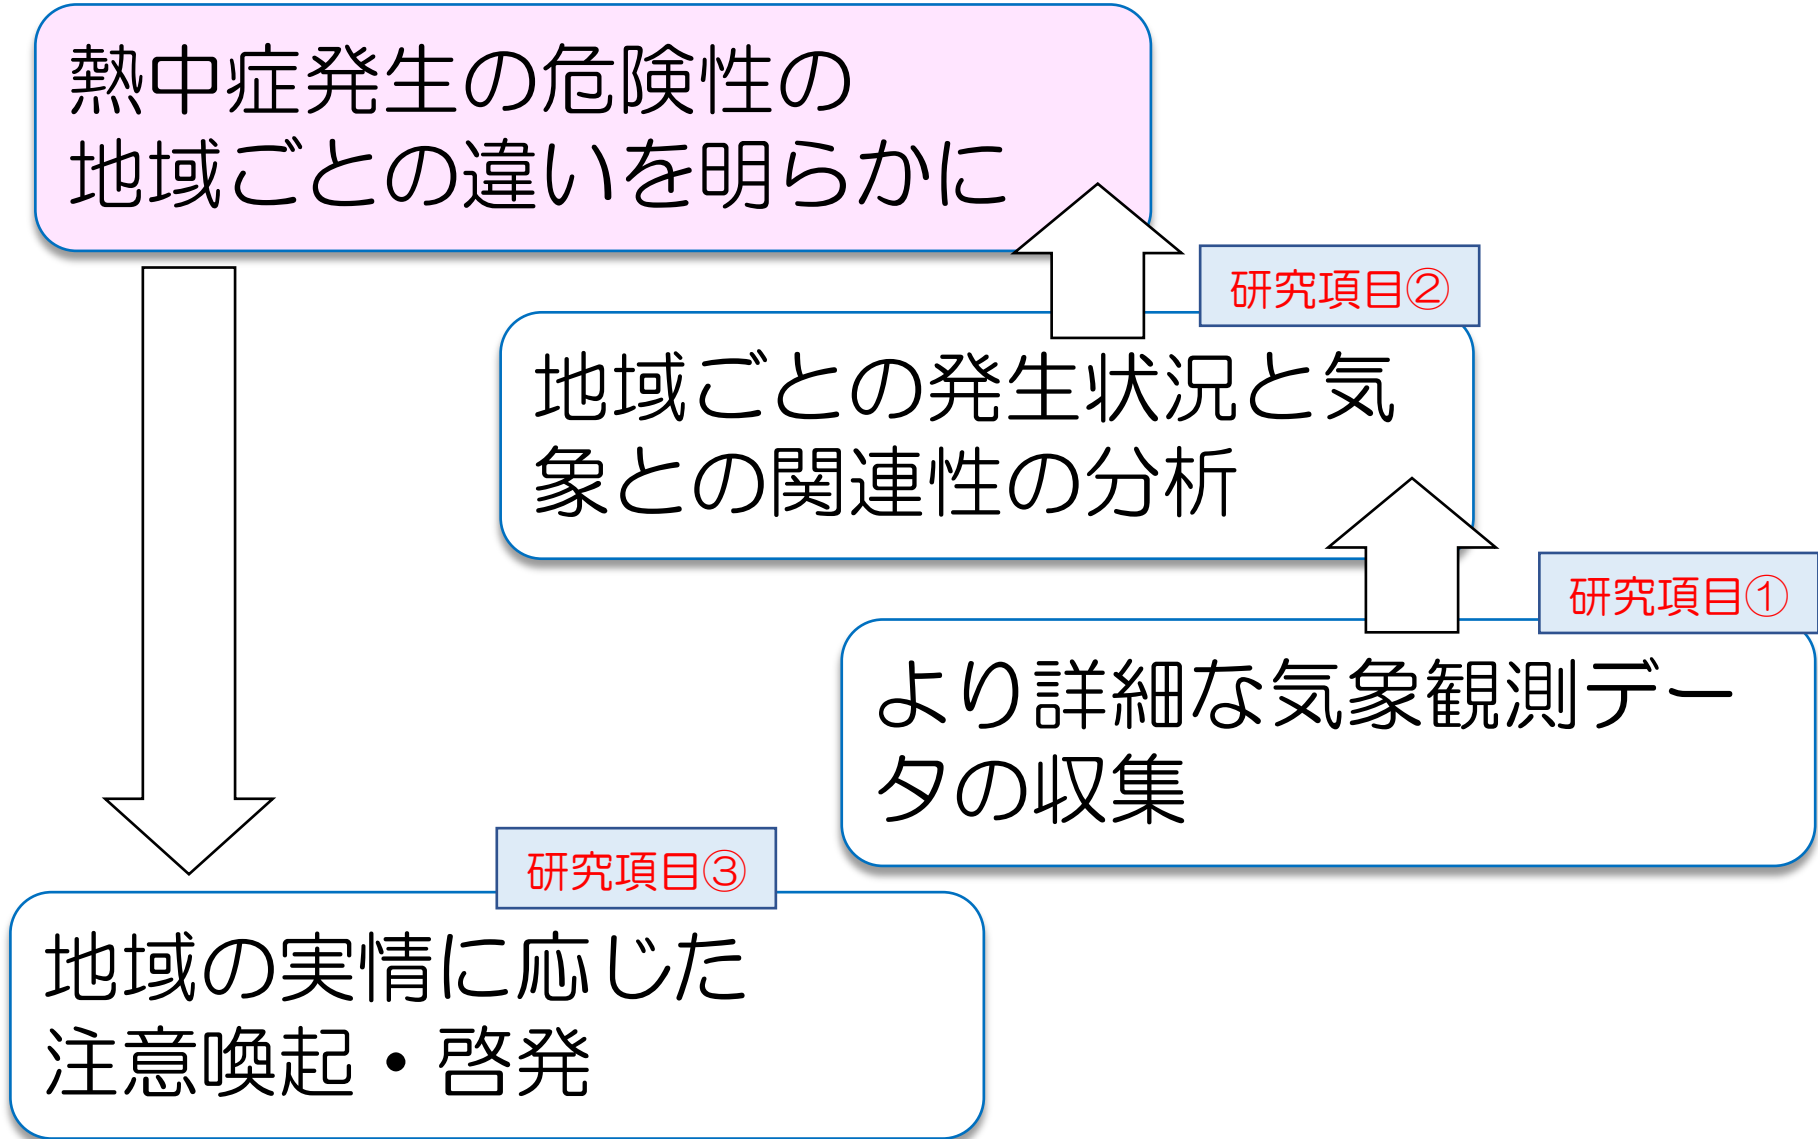 熱中症発生の危険性の
地域ごとの違いを明らかに
研究項目②
地域ごとの発生状況と気
象との関連性の分析
研究項目①
より詳細な気象観測デー
タの収集
研究項目③
地域の実情に応じた
注意喚起・啓発